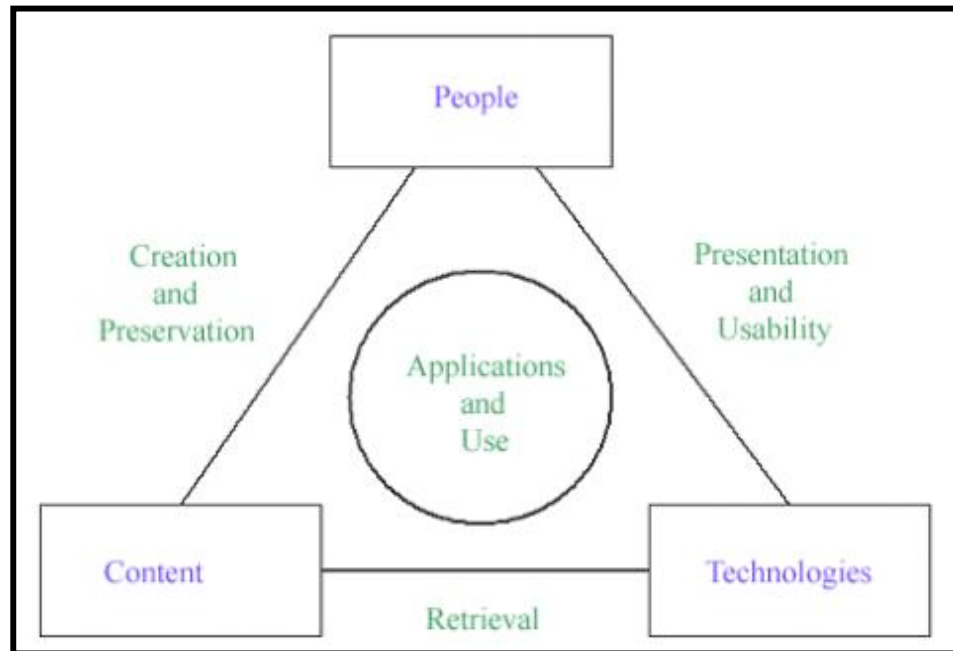 People
Creation
and
Preservation
Presentation
and
Usability
Applications
and
Use
Content
Technologies
Retrieval